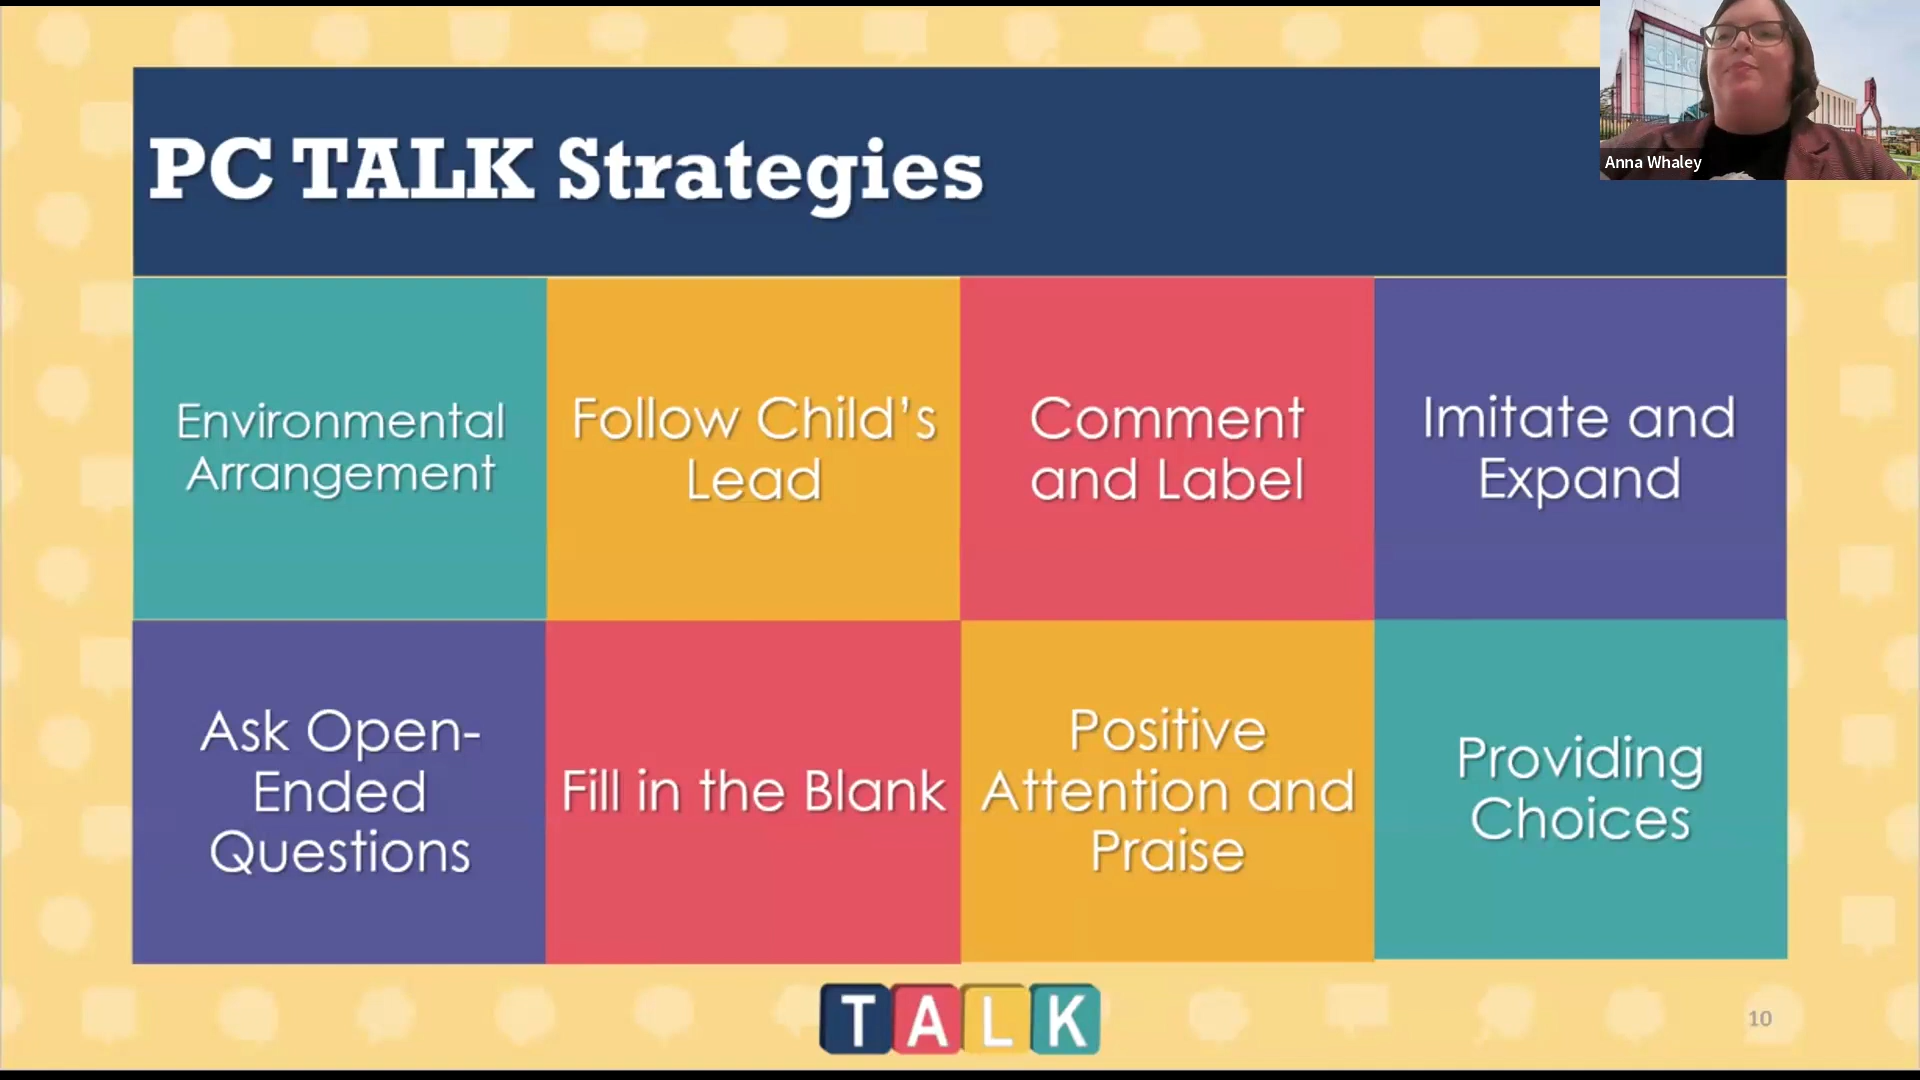 PC TALK Strategies
Anna Whaley
Environmental
Arrangement
Follow Child's
Lead
Comment
and Label
Imitate and
Expand
Ask Open-
Ended
Questions
Fill in the Blank
Positive
Attention and
Praise
Providing
Choices
TALK
10